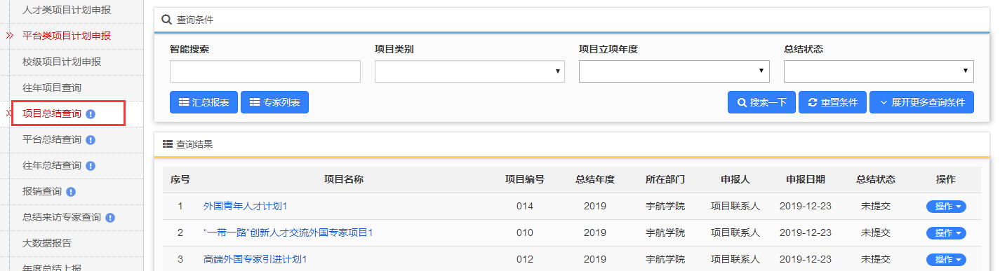 人才类项目计划申报
平台类项目计划申报
校级项目计划申报
往年项目查询
项目总结查询
平台总结查询
往年总结查询
报销查询
总结来访专家查询
大数据报告
年度总结上报
查询条件
智能搜索 项目类别 项目立项年度 总结状态
汇总报表 专家列表 搜索一下 重置条件 展开更多查询条件
查询结果
序号 项目名称 项目编号 总结年度 所在部门 申报人 申报日期 总结状态 操作
1 外国青年人才计划1 014 2019 宇航学院 项目联系人 2019-12-23 未提交 操作
2 “一带一路”创新人才交流外国专家项目1 010 2019 宇航学院 项目联系人 2019-12-23 未提交 操作
3 高端外国专家引进计划1 012 2019 宇航学院 项目联系人 2019-12-23 未提交 操作